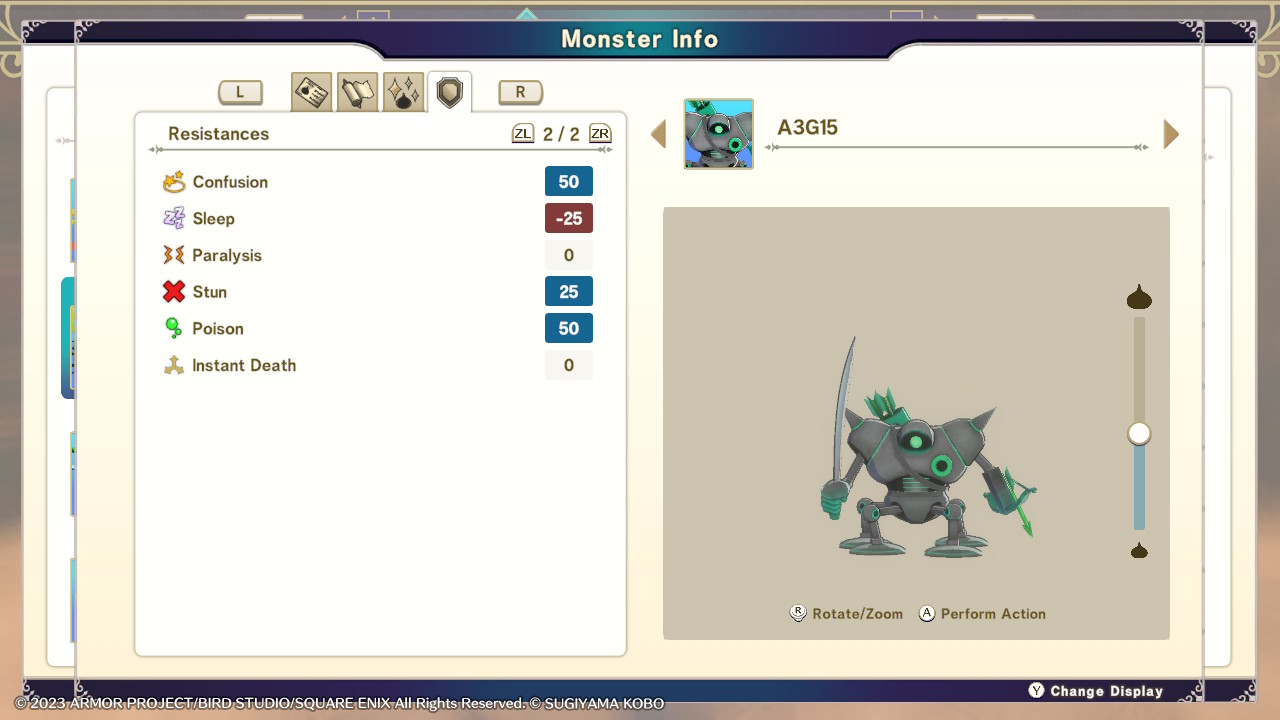 Monster Info
L
R
Resistances
ZL 2 / 2 ZR
Confusion 50
Sleep -25
Paralysis 0
Stun 25
Poison 50
Instant Death 0
A3G15
R Rotate/Zoom A Perform Action
Y Change Display
© 2023 ARMOR PROJECT/BIRD STUDIO/SQUARE ENIX All Rights Reserved. © SUGIYAMA KOBO